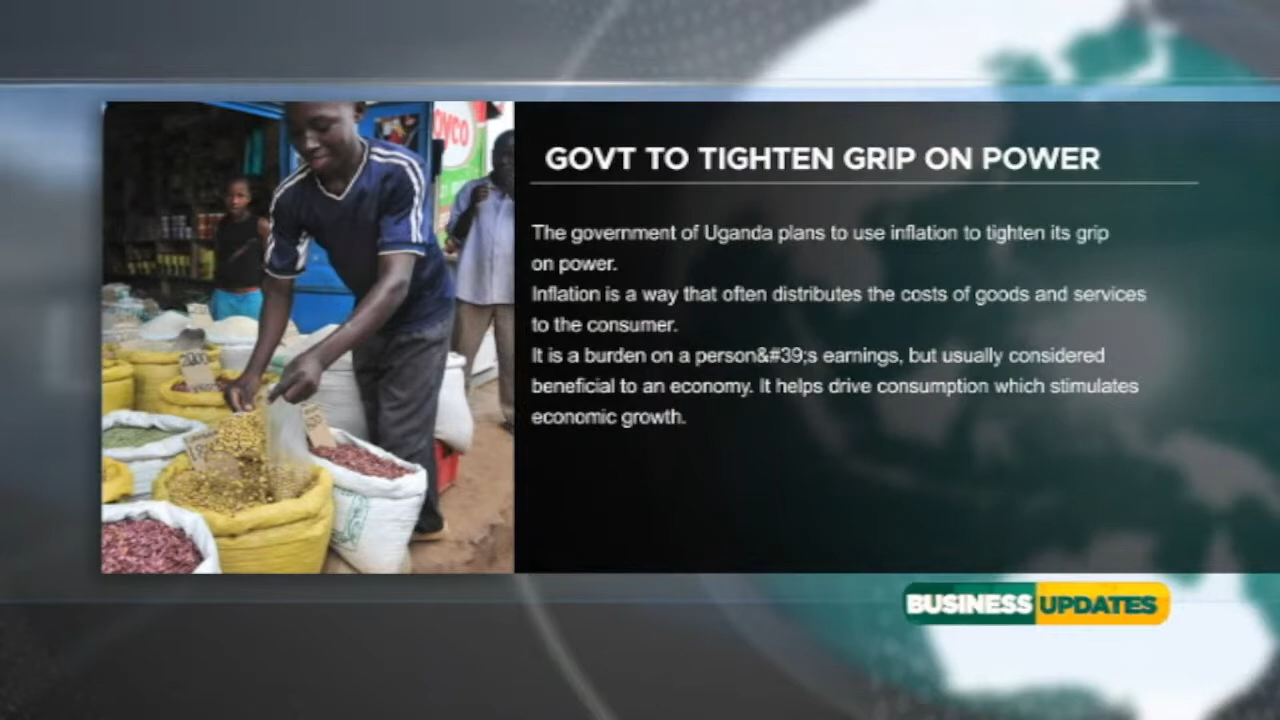 GOVT TO TIGHTEN GRIP ON POWER
The government of Uganda plans to use inflation to tighten its grip
on power.
Inflation is a way that often distributes the costs of goods and services
to the consumer.
It is a burden on a person&#39;s earnings, but usually considered
beneficial to an economy. It helps drive consumption which stimulates
economic growth.
BUSINESS UPDATES